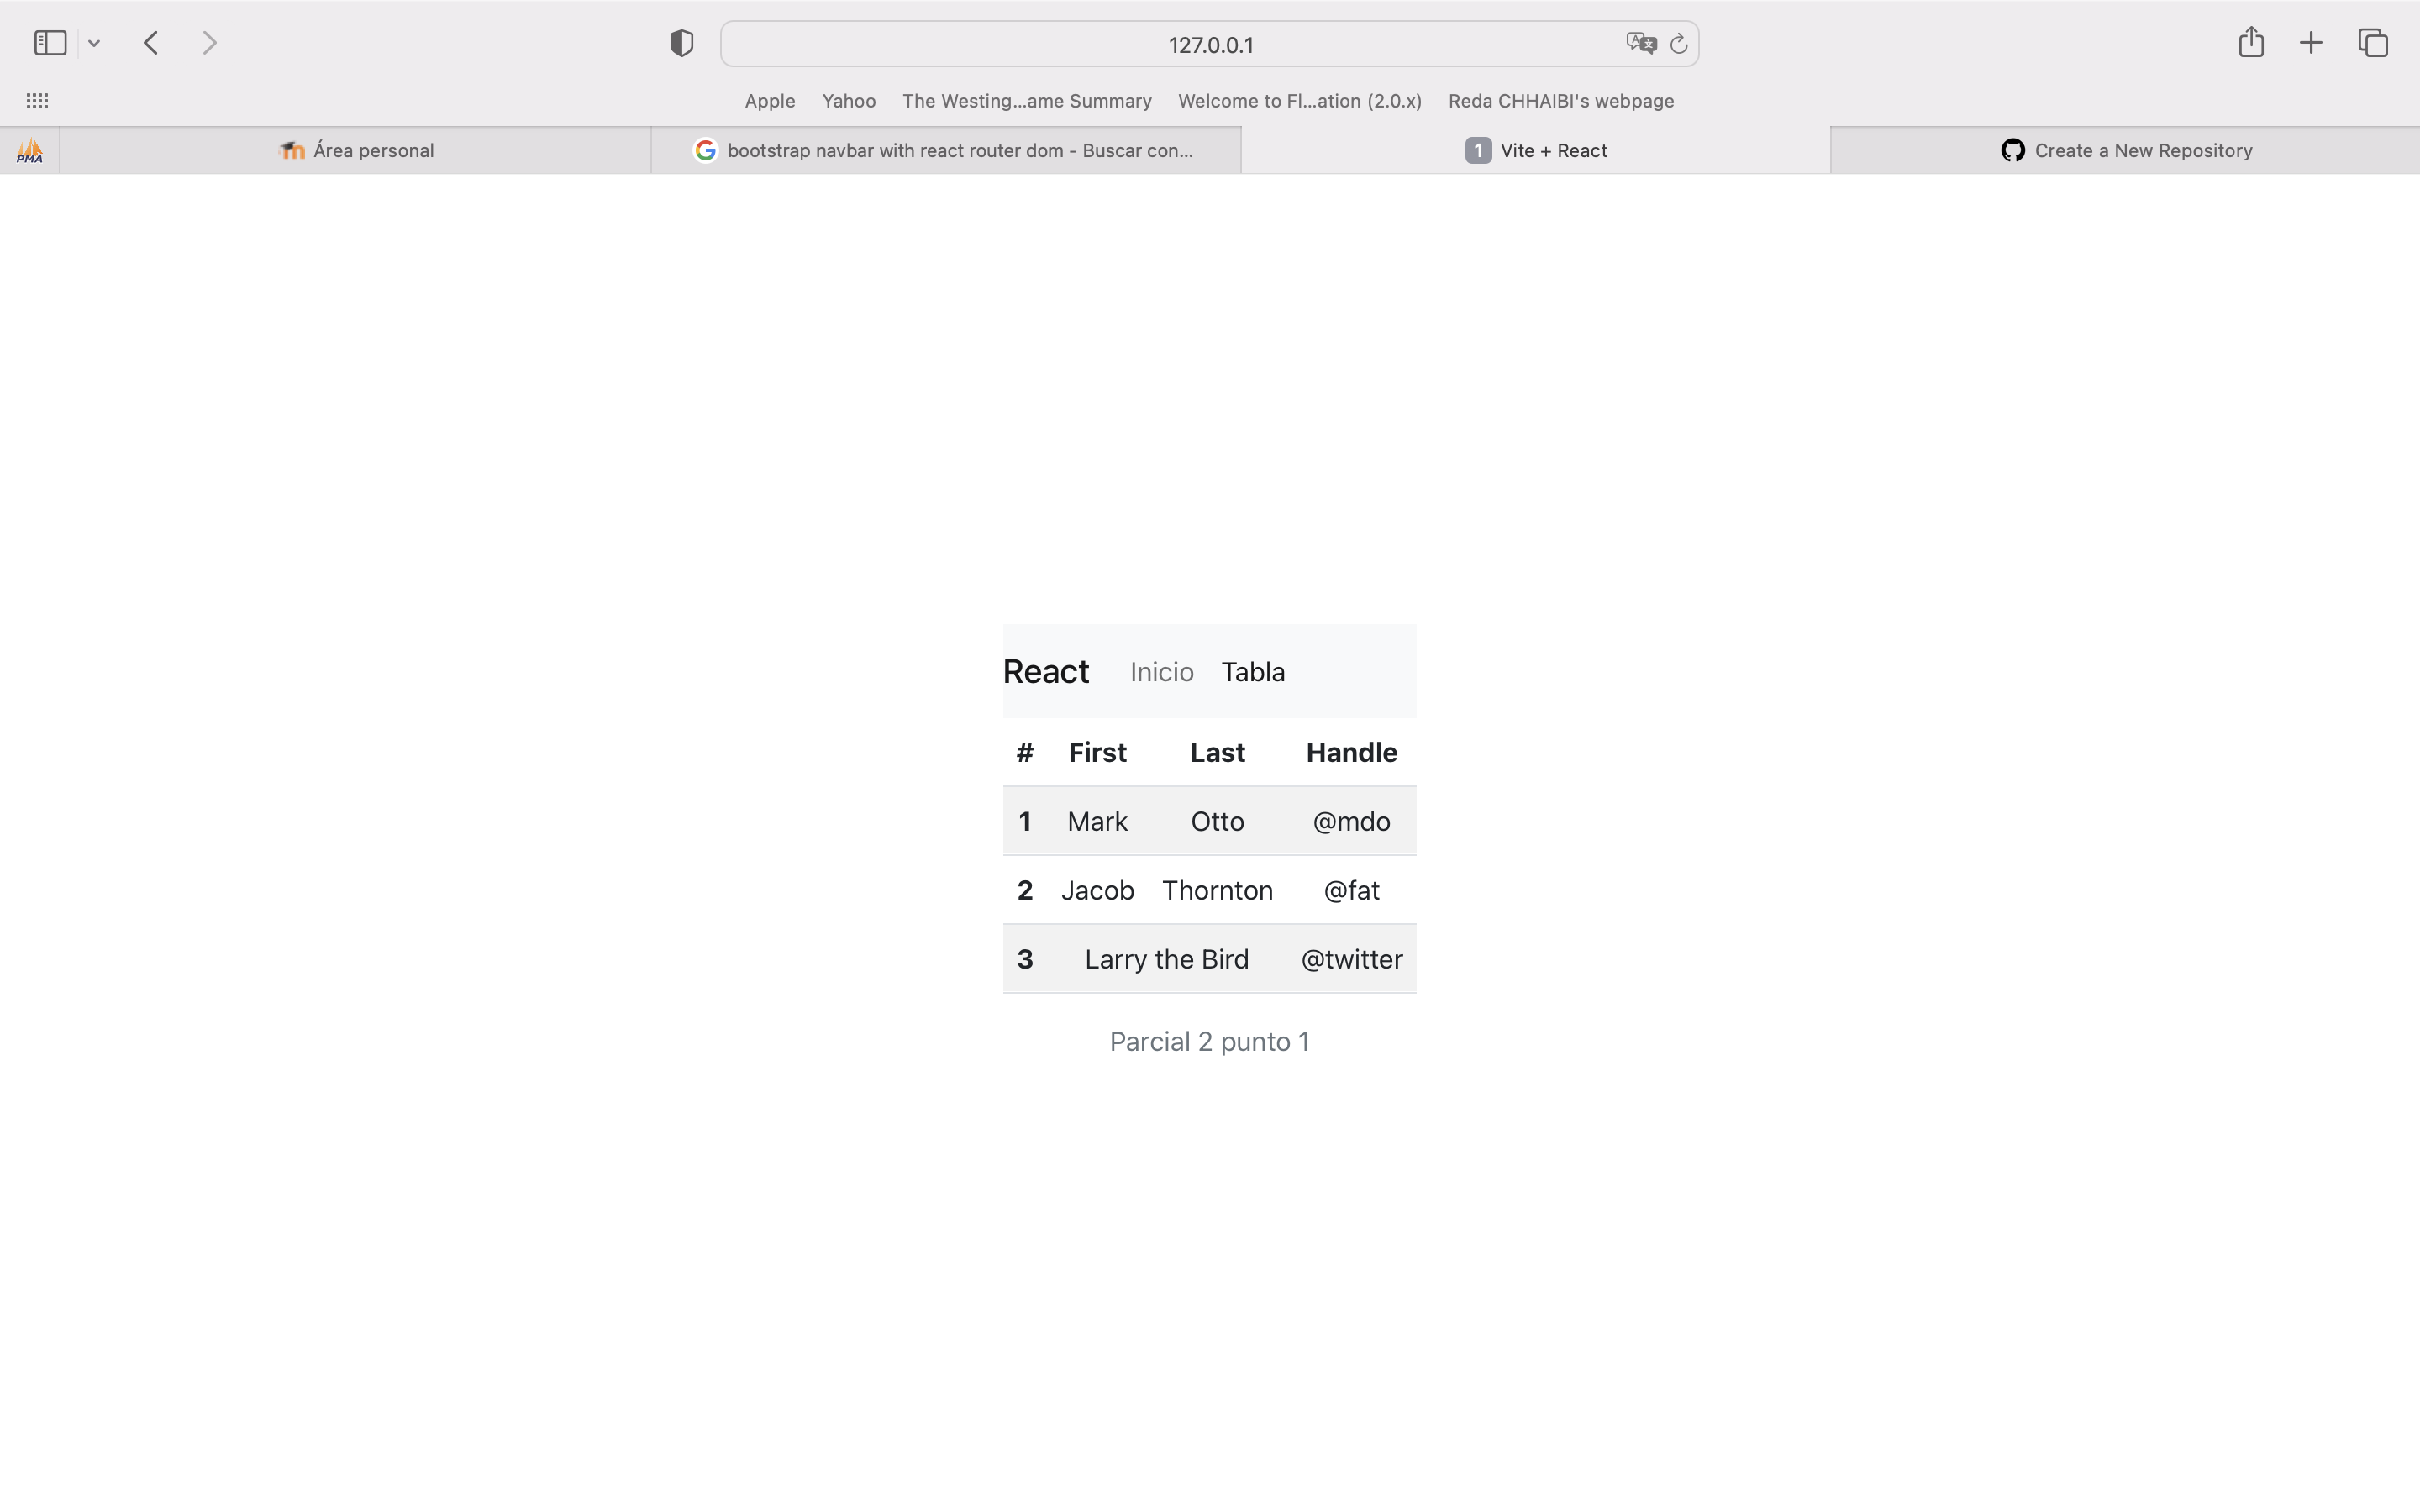 127.0.0.1
Apple Yahoo The Westing...ame Summary Welcome to Fl...ation (2.0.x) Reda CHHAIBI's webpage
PMA Área personal bootstrap navbar with react router dom - Buscar con... 1 Vite + React Create a New Repository
React Inicio Tabla
# First Last Handle
1 Mark Otto @mdo
2 Jacob Thornton @fat
3 Larry the Bird @twitter
Parcial 2 punto 1